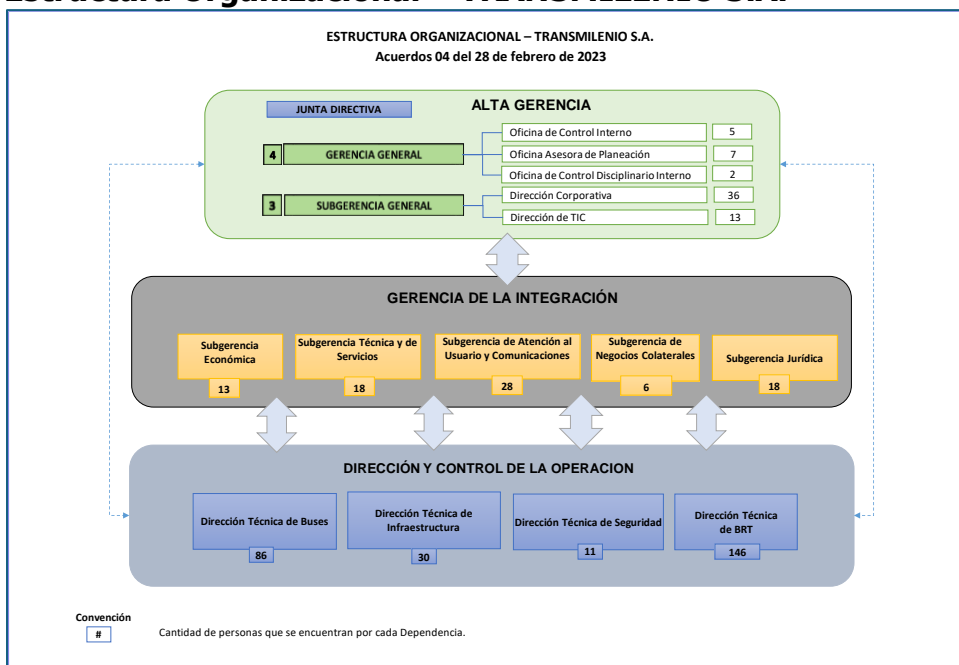 Estructura Organizacional – TRANSMILENIO S.A.
ESTRUCTURA ORGANIZACIONAL – TRANSMILENIO S.A.
Acuerdos 04 del 28 de febrero de 2023
ALTA GERENCIA
JUNTA DIRECTIVA
4
GERENCIA GENERAL
Oficina de Control Interno
5
Oficina Asesora de Planeación
7
Oficina de Control Disciplinario Interno
2
3
SUBGERENCIA GENERAL
Dirección Corporativa
36
Dirección de TIC
13
GERENCIA DE LA INTEGRACIÓN
Subgerencia
Económica
13
Subgerencia Técnica y de
Servicios
18
Subgerencia de Atención al
Usuario y Comunicaciones
28
Subgerencia de
Negocios Colaterales
6
Subgerencia Jurídica
18
DIRECCIÓN Y CONTROL DE LA OPERACION
Dirección Técnica de Buses
86
Dirección Técnica de
Infraestructura
30
Dirección Técnica de Seguridad
11
Dirección Técnica
de BRT
146
Convención
#
Cantidad de personas que se encuentran por cada Dependencia.